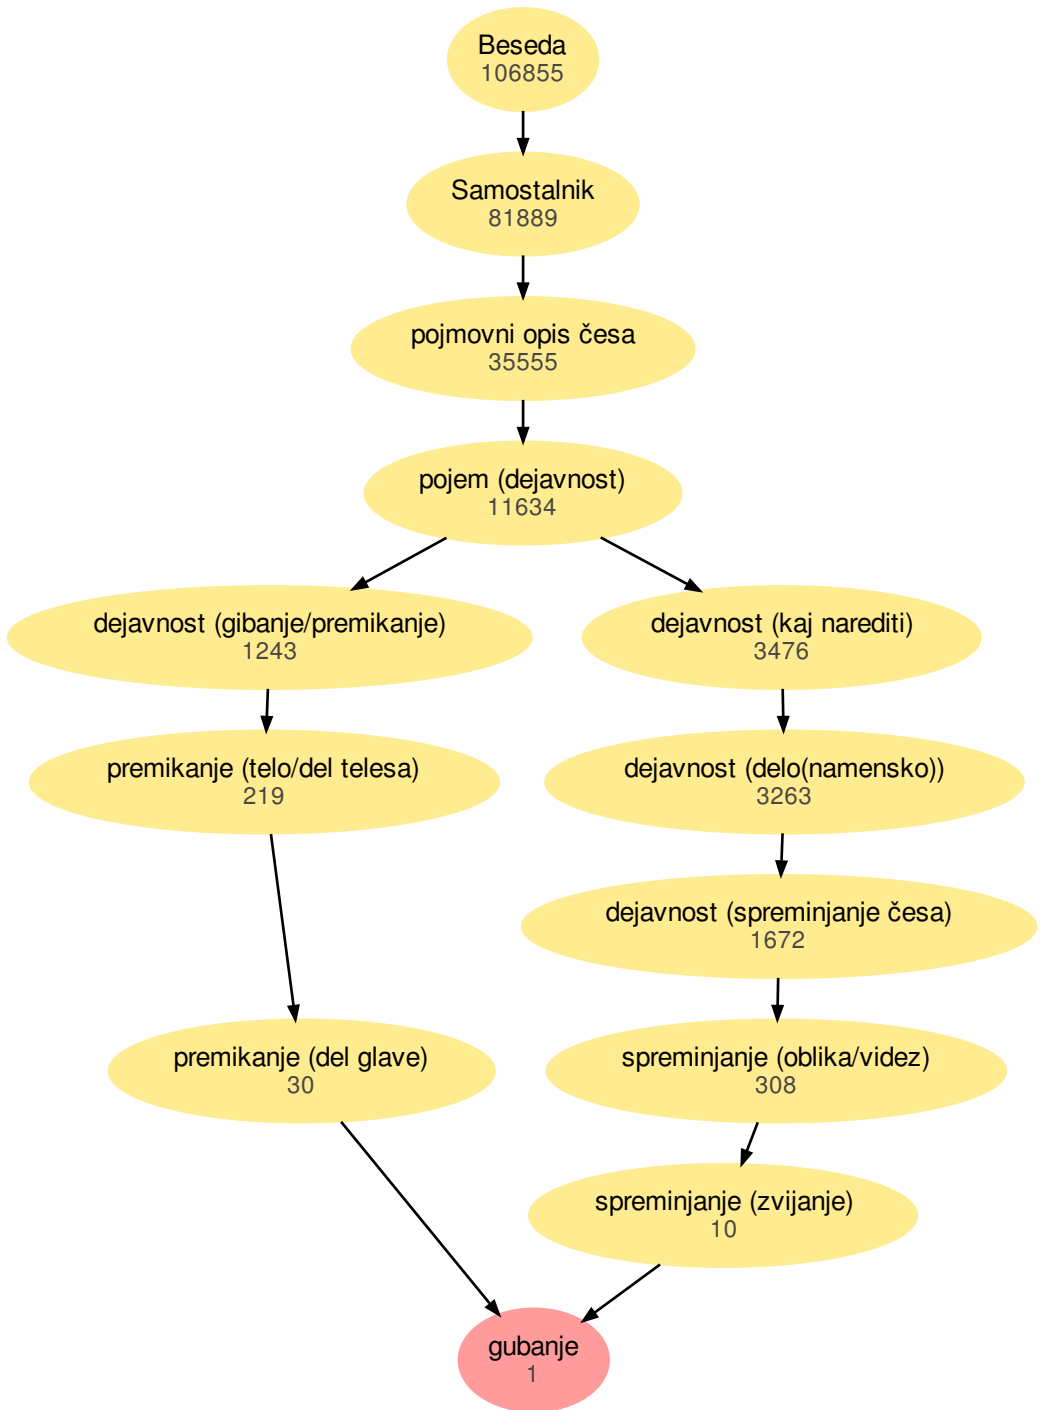 Beseda
106855
Samostalnik
81889
pojmovni opis česa
35555
pojem (dejavnost)
11634
dejavnost (gibanje/premikanje)
1243
dejavnost (kaj narediti)
3476
premikanje (telo/del telesa)
219
dejavnost (delo(namensko))
3263
dejavnost (spreminjanje česa)
1672
premikanje (del glave)
30
spreminjanje (oblika/videz)
308
spreminjanje (zvijanje)
10
gubanje
1